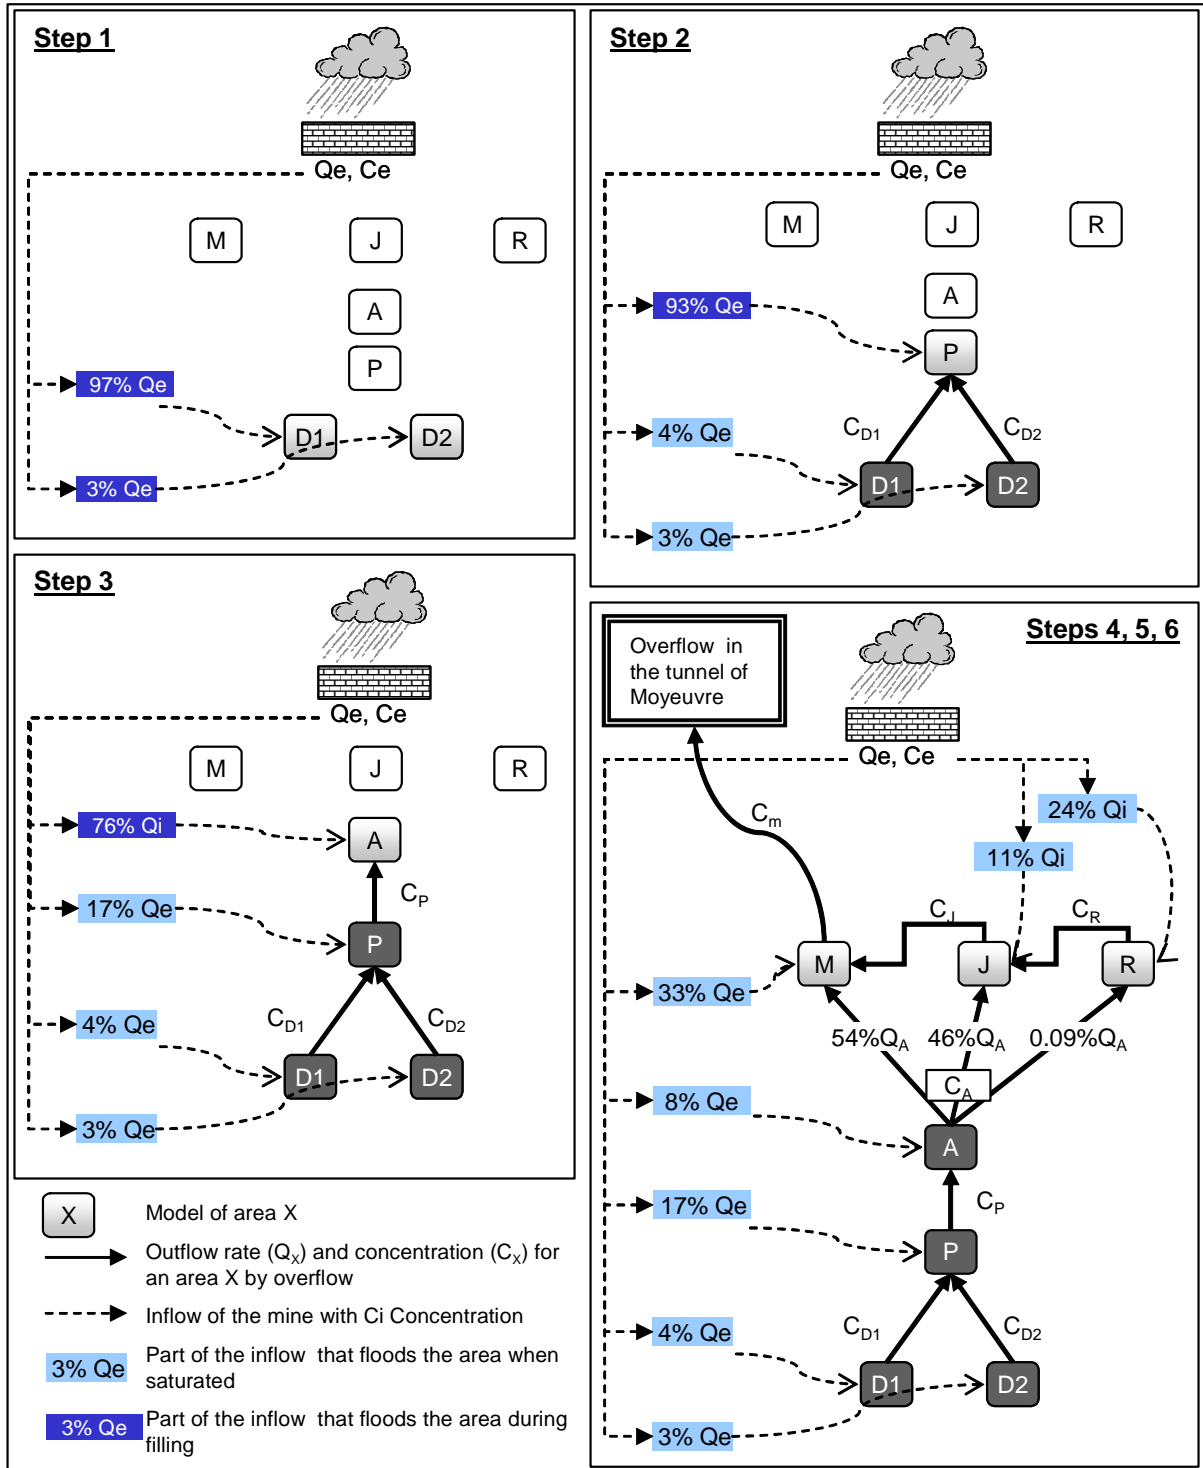 Step 1
Qe, Ce
M
J
R
A
P
97% Qe
D1
D2
3% Qe
Step 2
Qe, Ce
M
J
R
A
93% Qe
P
CD1
CD2
4% Qe
D1
D2
3% Qe
Step 3
Qe, Ce
M
J
R
76% Qi
A
CP
17% Qe
P
CD1
CD2
4% Qe
D1
D2
3% Qe
Steps 4, 5, 6
Overflow in
the tunnel of
Moyeuvre
Qe, Ce
Cm
24% Qi
11% Qi
CJ
CR
M
J
R
33% Qe
54%QA
46%QA
0.09%QA
CA
8% Qe
A
17% Qe
CP
P
CD1
CD2
4% Qe
D1
D2
3% Qe
X
Model of area X
Outflow rate (QX) and concentration (CX) for
an area X by overflow
Inflow of the mine with Ci Concentration
3% Qe
Part of the inflow that floods the area when
saturated
3% Qe
Part of the inflow that floods the area during
filling